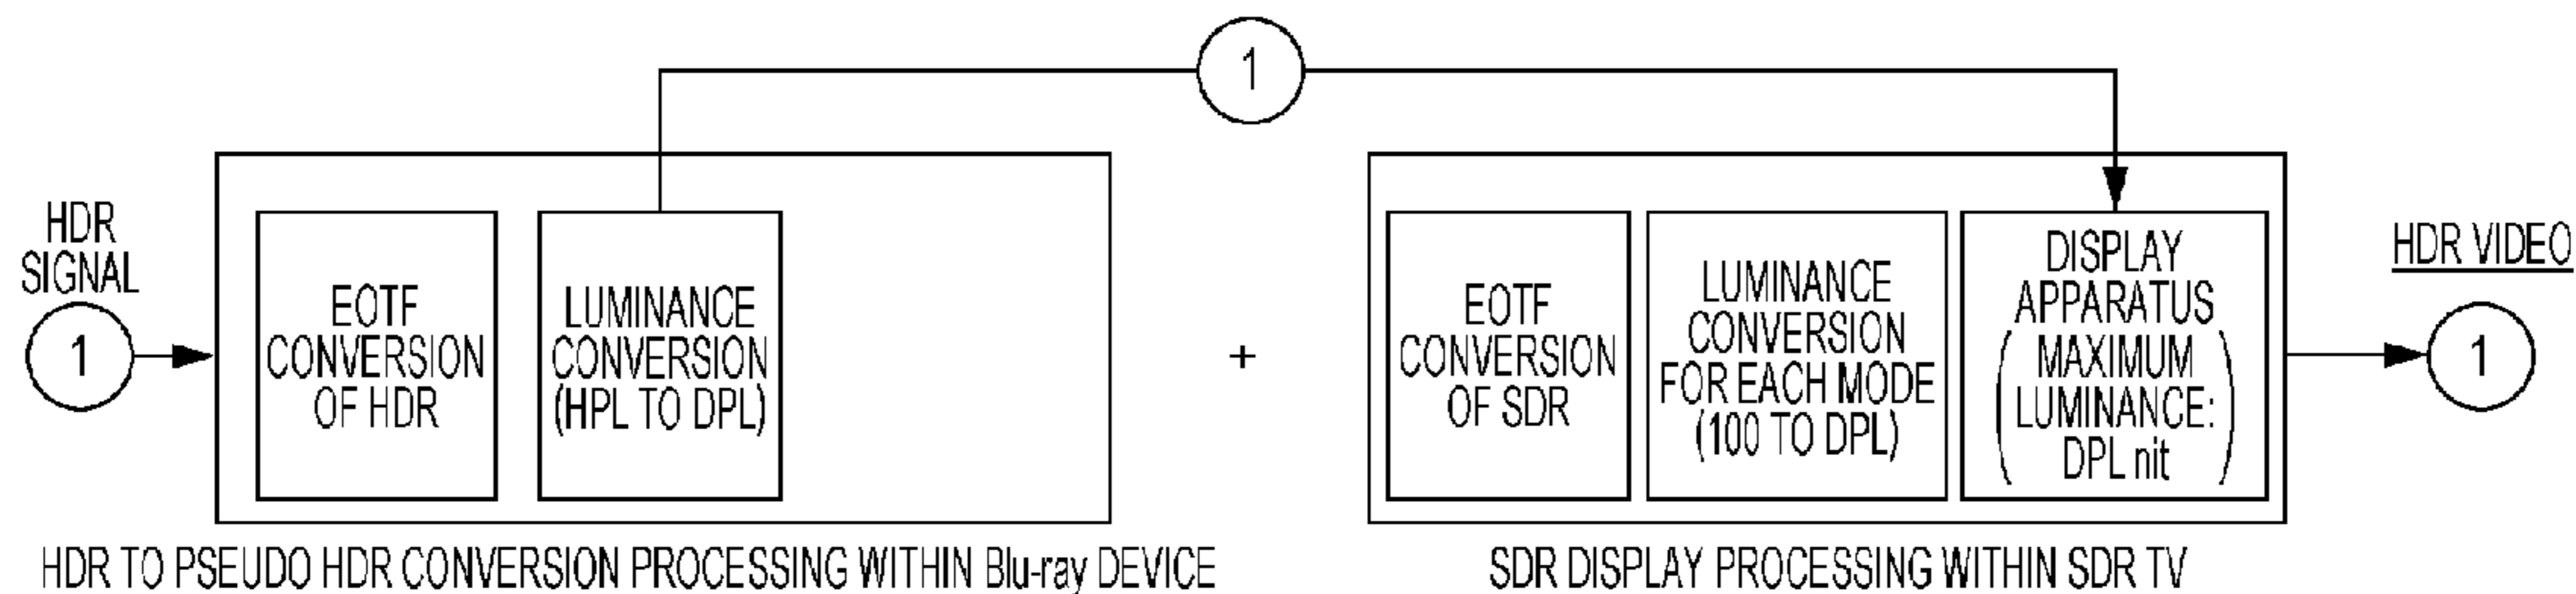 1
HDR
SIGNAL
1
EOTF
CONVERSION
OF HDR
LUMINANCE
CONVERSION
(HPL TO DPL)
+
EOTF
CONVERSION
OF SDR
LUMINANCE
CONVERSION
FOR EACH MODE
(100 TO DPL)
DISPLAY
APPARATUS
(MAXIMUM
LUMINANCE:
DPL nit)
HDR VIDEO
1
HDR TO PSEUDO HDR CONVERSION PROCESSING WITHIN Blu-ray DEVICE
SDR DISPLAY PROCESSING WITHIN SDR TV